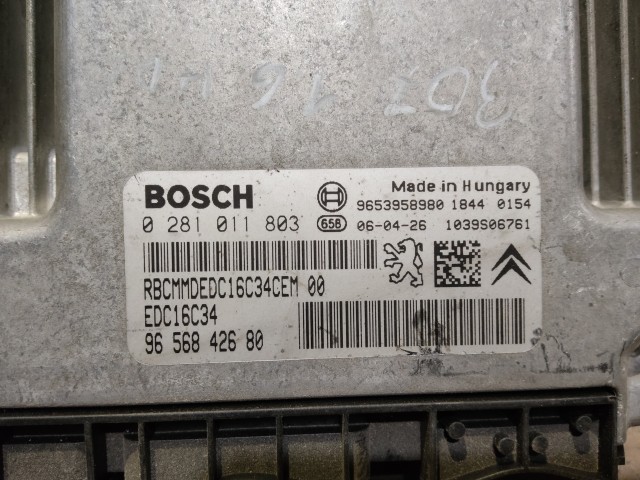 307 16 HDI
BOSCH
Made in Hungary
9653958980 1844 0154
0 281 011 803 658 06-04-26 1039S06761
RBCMMDEDC16C34CEM 00
EDC16C34
96 568 426 80